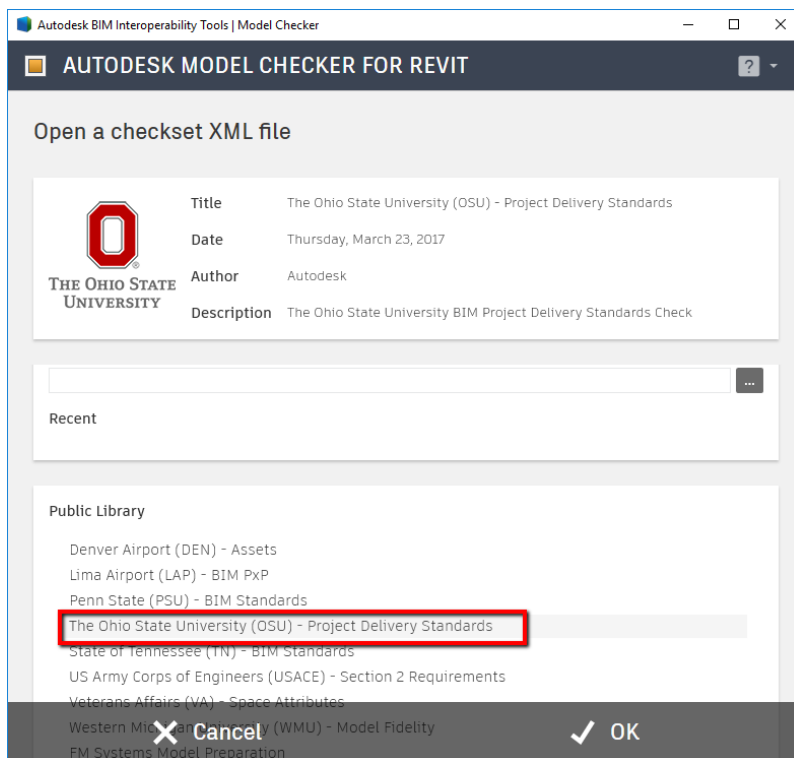 Autodesk BIM Interoperability Tools | Model Checker
AUTODESK MODEL CHECKER FOR REVIT
?
Open a checkset XML file
THE OHIO STATE
UNIVERSITY
®
Title The Ohio State University (OSU) - Project Delivery Standards
Date Thursday, March 23, 2017
Author Autodesk
Description The Ohio State University BIM Project Delivery Standards Check
...
Recent
Public Library
Denver Airport (DEN) - Assets
Lima Airport (LAP) - BIM PxP
Penn State (PSU) - BIM Standards
The Ohio State University (OSU) - Project Delivery Standards
State of Tennessee (TN) - BIM Standards
US Army Corps of Engineers (USACE) - Section 2 Requirements
Veterans Affairs (VA) - Space Attributes
Western Michigan University (WMU) - Model Fidelity
Cancel
OK
FM Systems Model Preparation